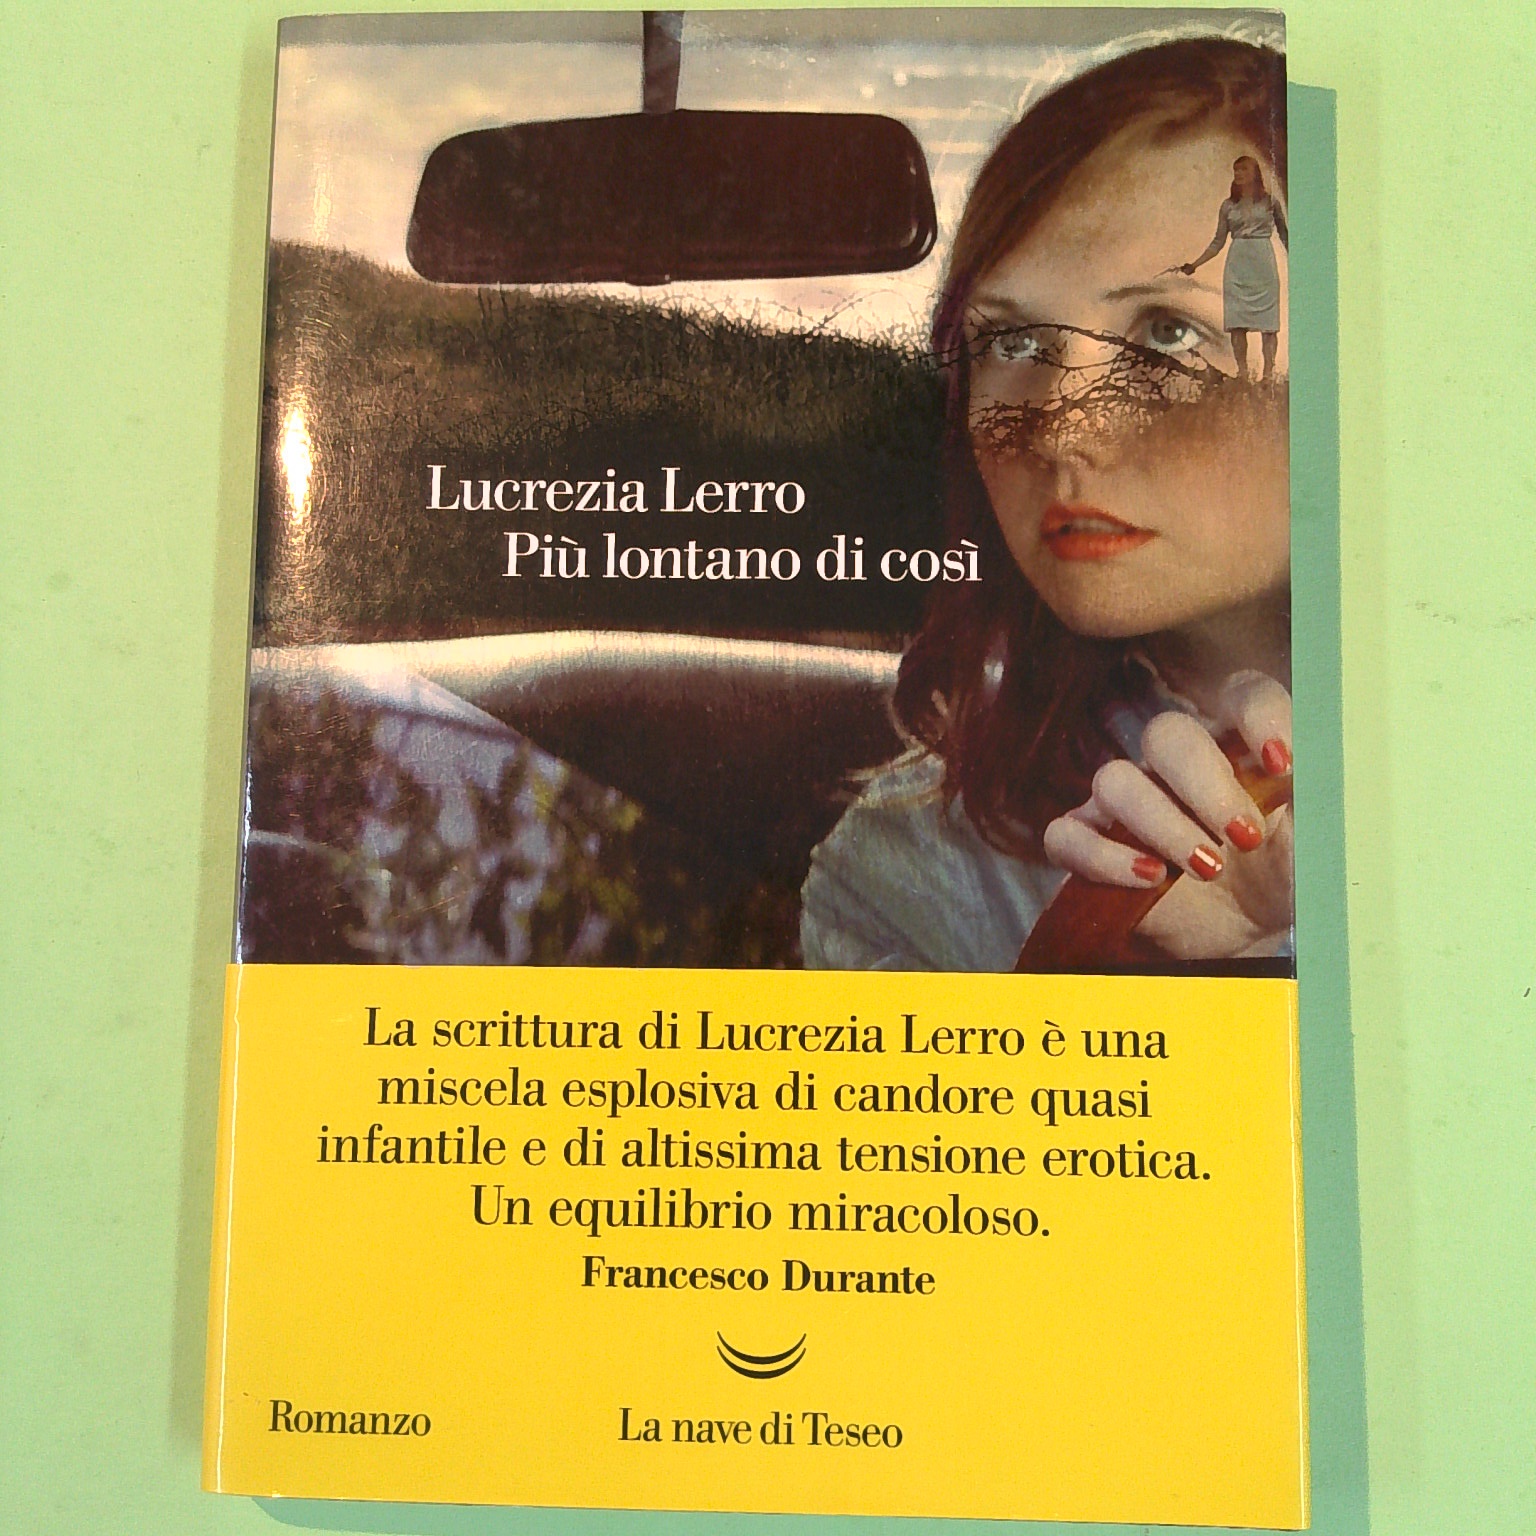 Lucrezia Lerro
Più lontano di così
La scrittura di Lucrezia Lerro è una
miscela esplosiva di candore quasi
infantile e di altissima tensione erotica.
Un equilibrio miracoloso.
Francesco Durante
Romanzo
La nave di Teseo